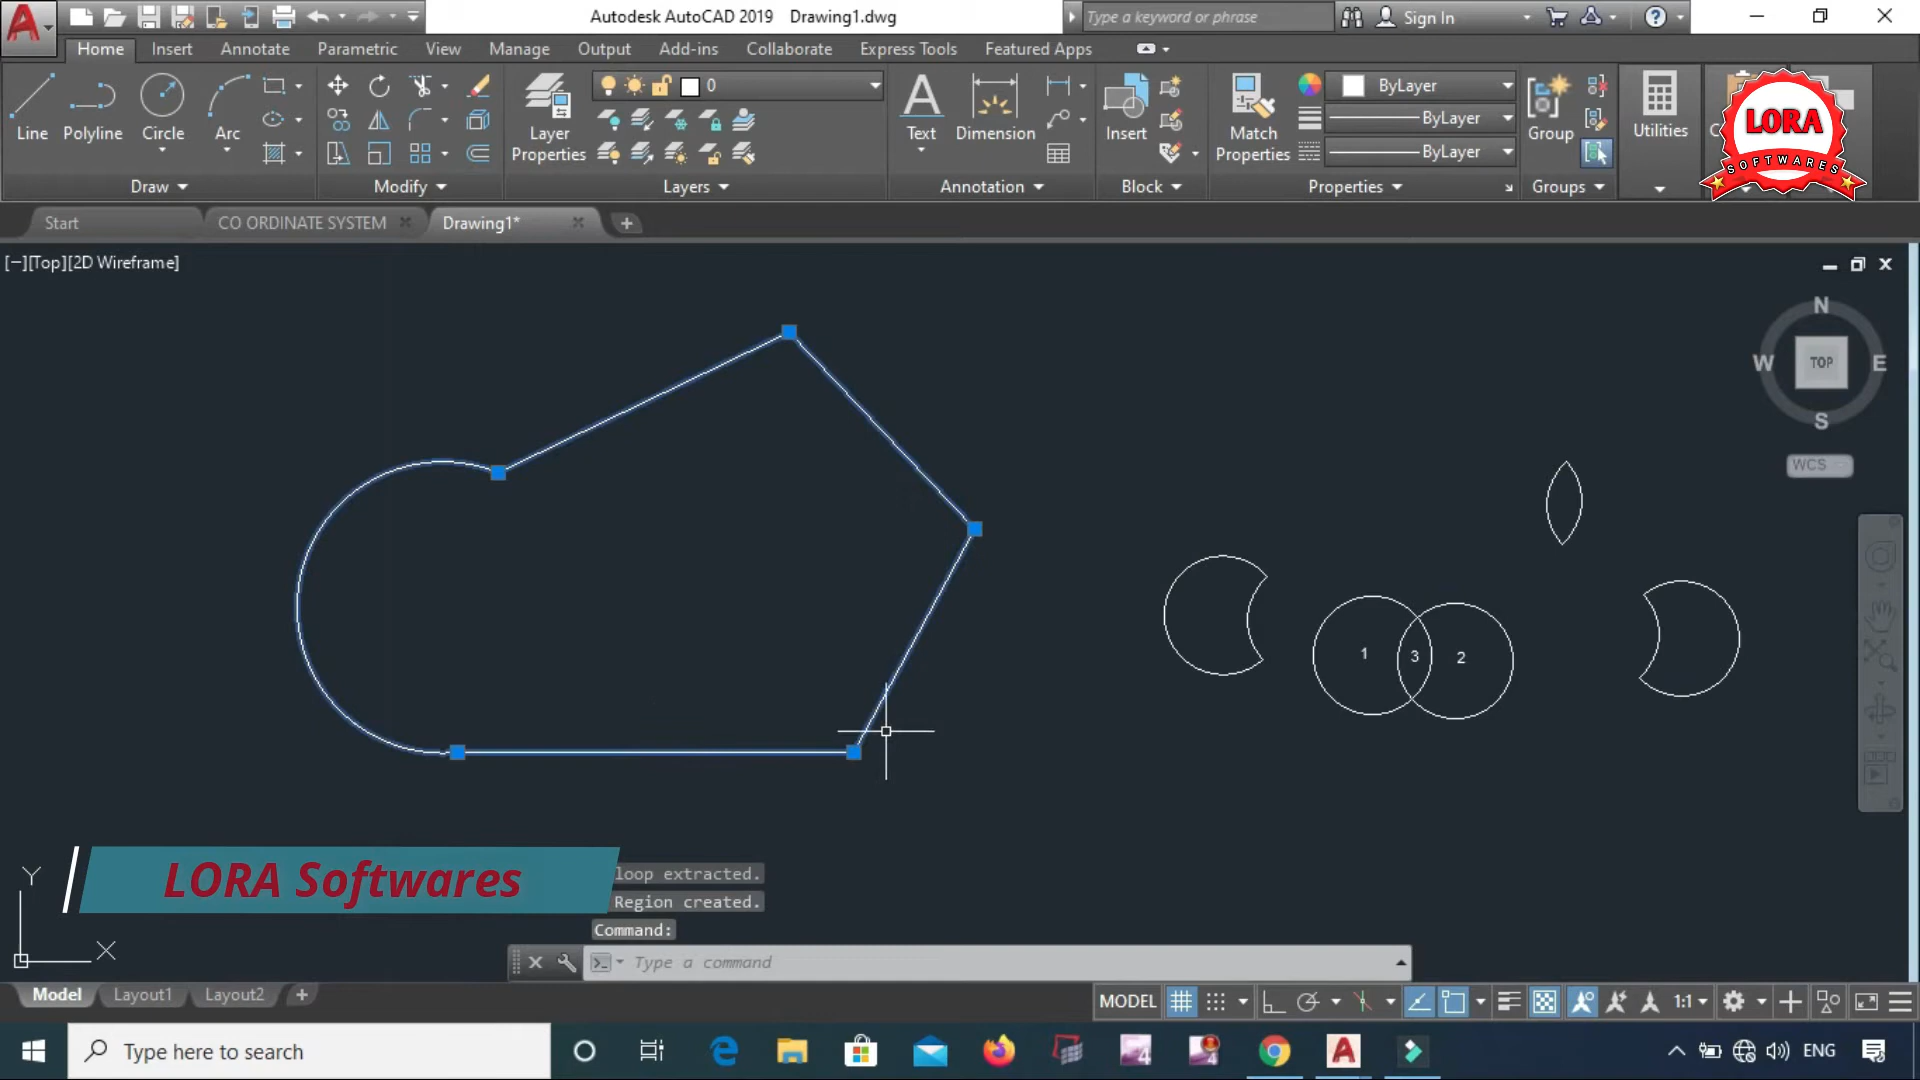 Autodesk AutoCAD 2019 Drawing1.dwg
Type a keyword or phrase
Sign In
Home Insert Annotate Parametric View Manage Output Add-ins Collaborate Express Tools Featured Apps
Line Polyline Circle Arc
Layer Properties
0
Text Dimension
Insert
Match Properties
ByLayer
ByLayer
ByLayer
Group
Utilities
LORA
SOFTWARES
Draw Modify Layers Annotation Block Properties Groups
Start CO ORDINATE SYSTEM Drawing1*
[−][Top][2D Wireframe]
N
W TOP E
S
WCS
1 3 2
LORA Softwares
loop extracted.
Region created.
Command:
Type a command
Y
X
Model Layout1 Layout2
MODEL
1:1
Type here to search
ENG